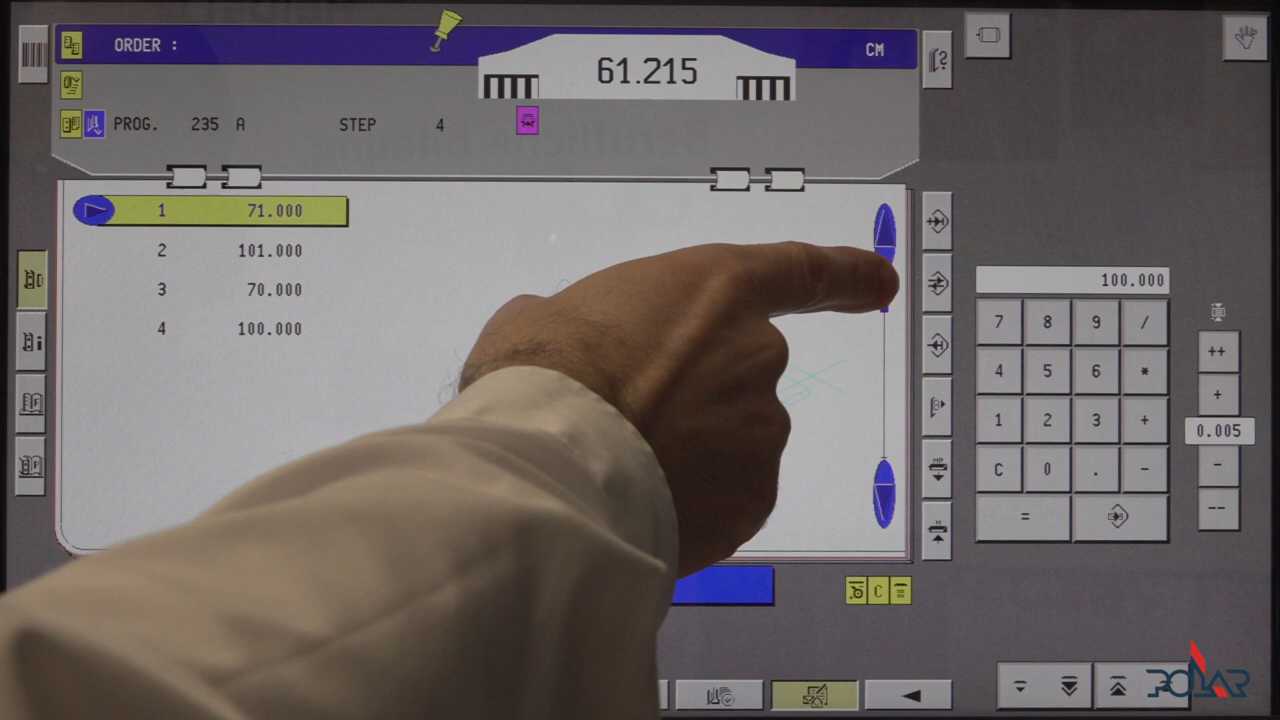 ORDER :
61.215
CM
PROG. 235 A STEP 4
1 71.000
2 101.000
3 70.000
4 100.000
100.000
7 8 9 /
4 5 6 *
1 2 3 +
C 0 . -
=
++
+
0.005
-
--
C
POLAR